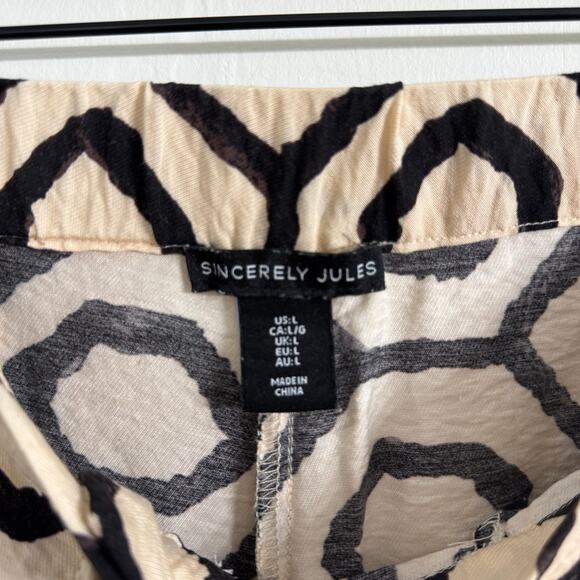 SINCERELY JULES
US:L
CA:L/G
UK:L
EU:L
AU:L
MADE IN
CHINA